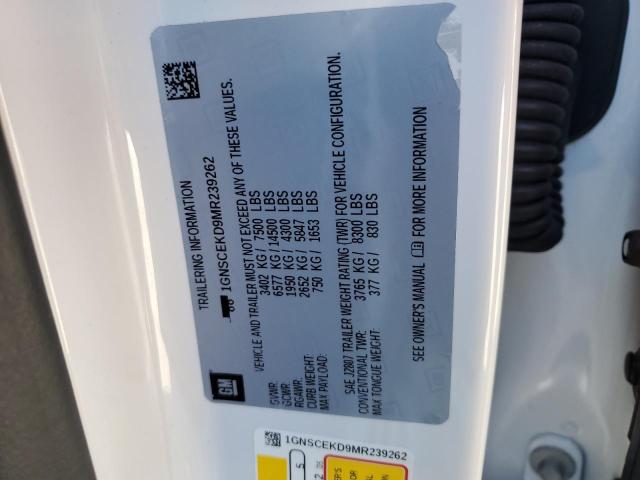 TRAILERING INFORMATION
1GNSCEKD9MR239262
VEHICLE AND TRAILER MUST NOT EXCEED ANY OF THESE VALUES.
GVWR: 3402 KG / 7500 LBS
GCWR: 6577 KG / 14500 LBS
RGAWR: 1950 KG / 4300 LBS
CURB WEIGHT: 2652 KG / 5847 LBS
MAX PAYLOAD: 750 KG / 1653 LBS
SAE J2807 TRAILER WEIGHT RATING (TWR) FOR VEHICLE CONFIGURATION.
CONVENTIONAL TWR: 3765 KG / 8300 LBS
MAX TONGUE WEIGHT: 377 KG / 830 LBS
SEE OWNER'S MANUAL FOR MORE INFORMATION
GM
1GNSCEKD9MR239262
5
2